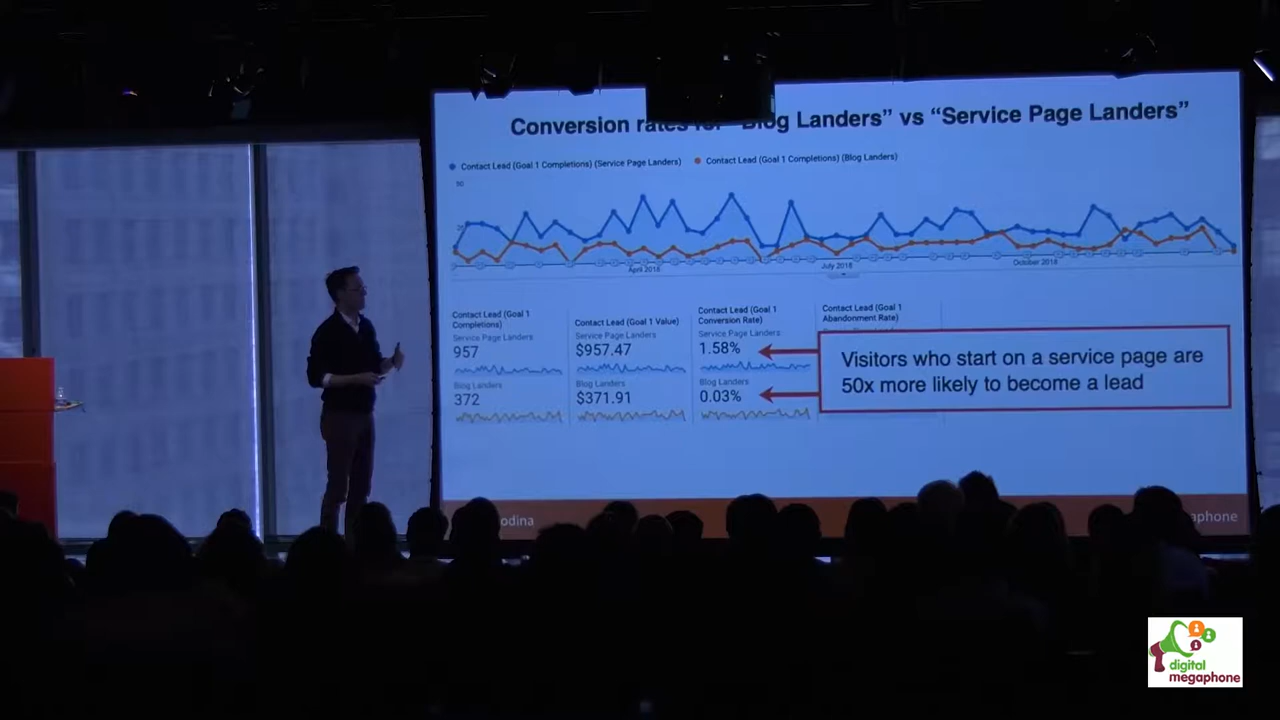 Conversion rates for “Blog Landers” vs “Service Page Landers”
Contact Lead (Goal 1 Completions) (Service Page Landers)
Contact Lead (Goal 1 Completions) (Blog Landers)
April 2018
July 2018
October 2018
Contact Lead (Goal 1
Completions)
Service Page Landers
957
Blog Landers
372
Contact Lead (Goal 1 Value)
Service Page Landers
$957.47
Blog Landers
$371.91
Contact Lead (Goal 1
Conversion Rate)
Service Page Landers
1.58%
Blog Landers
0.03%
Contact Lead (Goal 1
Abandonment Rate)
Visitors who start on a service page are
50x more likely to become a lead
odina
aphone
digital
megaphone